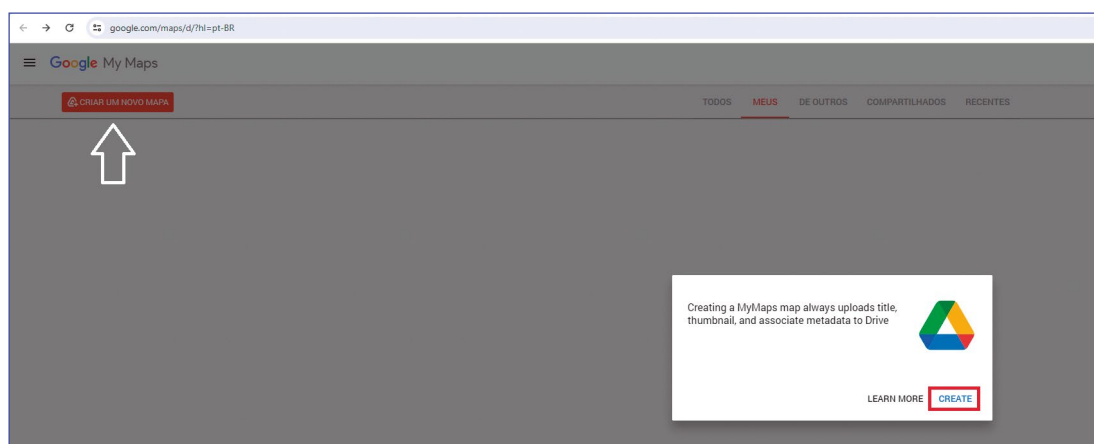 google.com/maps/d/?hl=pt-BR
Google My Maps
CRIAR UM NOVO MAPA
TODOS MEUS DE OUTROS COMPARTILHADOS RECENTES
Creating a MyMaps map always uploads title,
thumbnail, and associate metadata to Drive
LEARN MORE CREATE